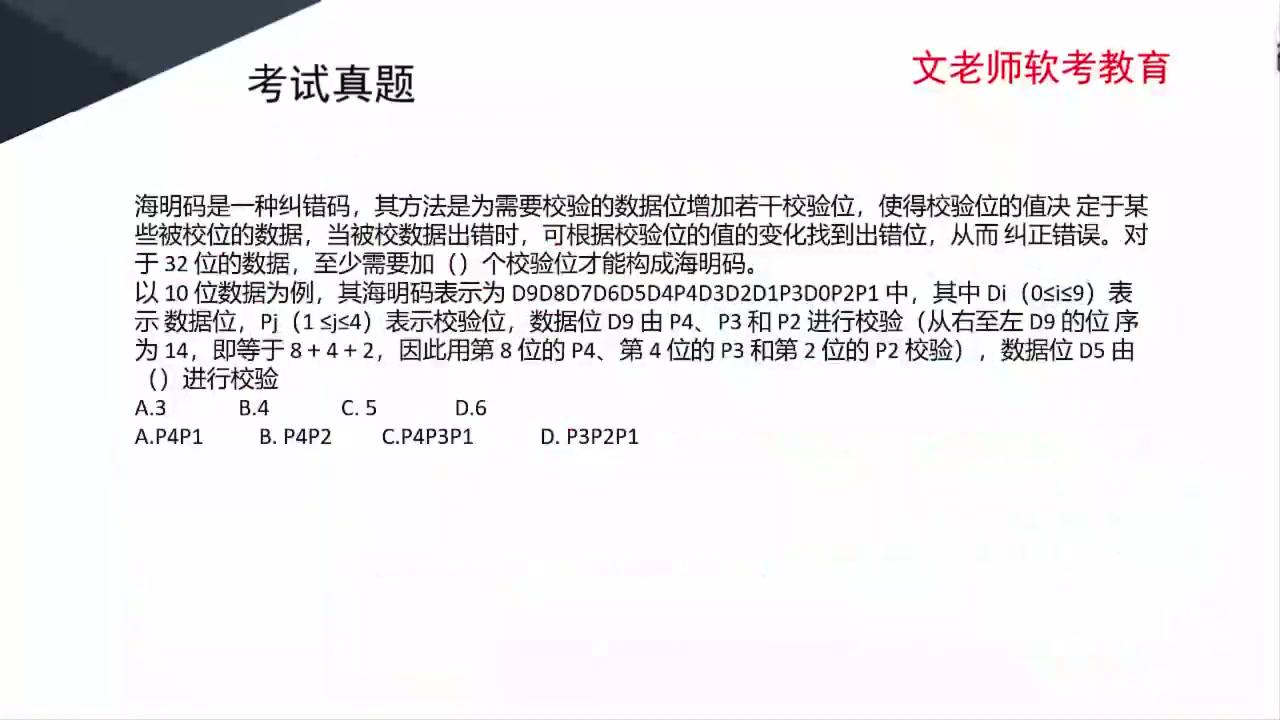 考试真题
文老师软考教育
海明码是一种纠错码，其方法是为需要校验的数据位增加若干校验位，使得校验位的值决 定于某
些被校位的数据，当被校数据出错时，可根据校验位的值的变化找到出错位，从而 纠正错误。对
于 32 位的数据，至少需要加（）个校验位才能构成海明码。
以 10 位数据为例，其海明码表示为 D9D8D7D6D5D4P4D3D2D1P3D0P2P1 中，其中 Di（0≤i≤9）表
示 数据位，Pj（1 ≤j≤4）表示校验位，数据位 D9 由 P4、P3 和 P2 进行校验（从右至左 D9 的位 序
为 14，即等于 8 + 4 + 2，因此用第 8 位的 P4、第 4 位的 P3 和第 2 位的 P2 校验），数据位 D5 由
（）进行校验
A.3 B.4 C. 5 D.6
A.P4P1 B. P4P2 C.P4P3P1 D. P3P2P1